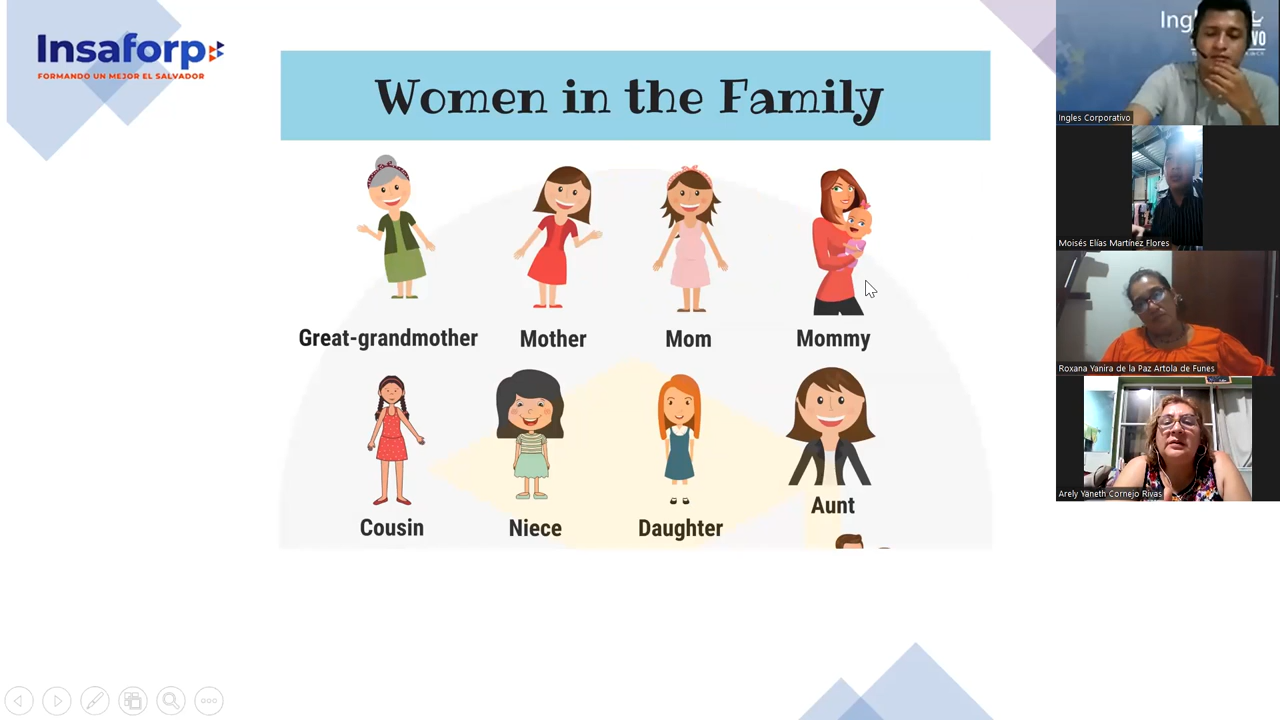 Insaforp
FORMANDO UN MEJOR EL SALVADOR
Women in the Family
Great-grandmother
Mother
Mom
Mommy
Cousin
Niece
Daughter
Aunt
Ingles Corporativo
Moisés Elías Martínez Flores
Roxana Yanira de la Paz Artola de Funes
Arely Yaneth Cornejo Rivas